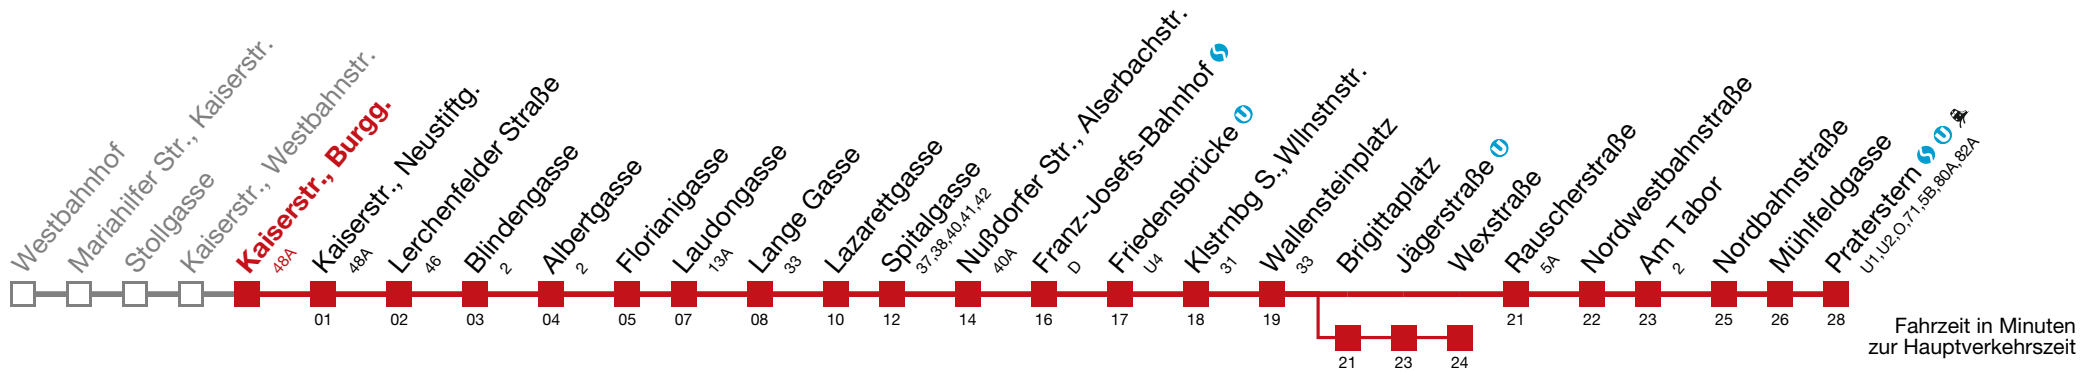 Westbahnhof
Mariahilfer Str., Kaiserstr.
Stollgasse
Kaiserstr., Westbahnstr.
Kaiserstr., Burgg.
48A
Kaiserstr., Neustiftg.
48A
Lerchenfelder Straße
46
Blindengasse
2
Albertgasse
2
Florianigasse
Laudongasse
13A
Lange Gasse
33
Lazarettgasse
Spitalgasse
37,38,40,41,42
Nußdorfer Str., Alserbachstr.
40A
Franz-Josefs-Bahnhof S
D
Friedensbrücke U
U4
Klstrnbg S., Wllnstnstr.
31
Wallensteinplatz
33
Brigittaplatz
Jägerstraße U
Wexstraße
Rauscherstraße
5A
Nordwestbahnstraße
Am Tabor
2
Nordbahnstraße
Mühlfeldgasse
Praterstern S U
U1,U2,O,71,5B,80A,82A
01 02 03 04 05 07 08 10 12 14 16 17 18 19 21 22 23 25 26 28
21 23 24
Fahrzeit in Minuten
zur Hauptverkehrszeit